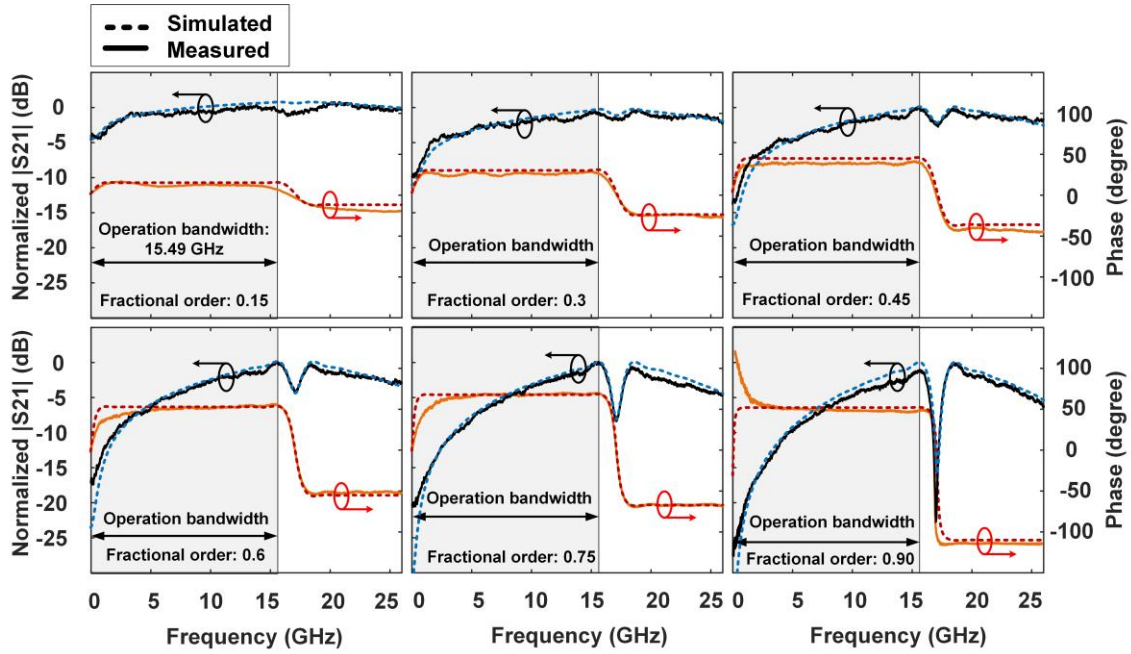 Simulated
Measured
Normalized |S21| (dB)
0
-5
-10
-15
-20
-25
Operation bandwidth:
15.49 GHz
Fractional order: 0.15
Operation bandwidth
Fractional order: 0.3
Operation bandwidth
Fractional order: 0.45
100
50
0
-50
-100
Phase (degree)
Normalized |S21| (dB)
0
-5
-10
-15
-20
-25
Operation bandwidth
Fractional order: 0.6
Operation bandwidth
Fractional order: 0.75
Operation bandwidth
Fractional order: 0.90
100
50
0
-50
-100
Phase (degree)
0 5 10 15 20 25
0 5 10 15 20 25
0 5 10 15 20 25
Frequency (GHz)
Frequency (GHz)
Frequency (GHz)